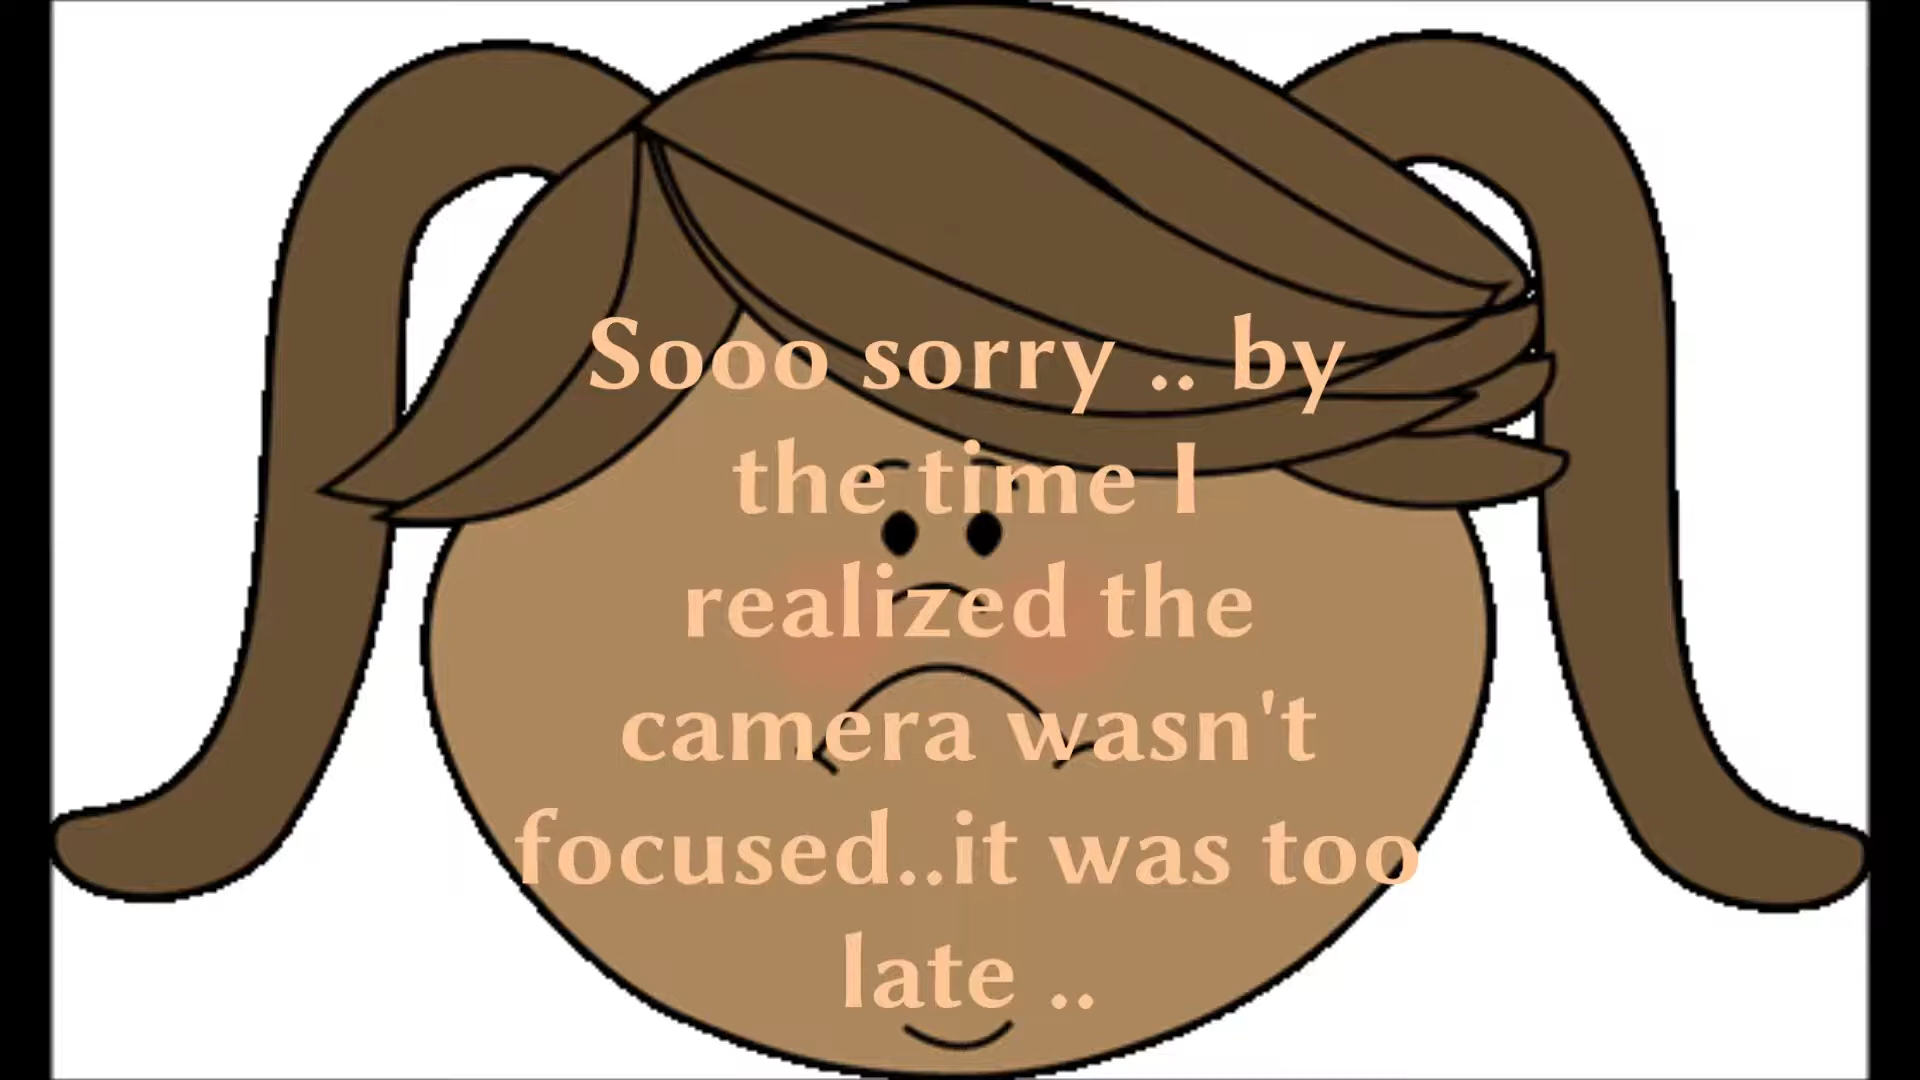 Sooo sorry .. by
the time I
realized the
camera wasn't
focused..it was too
late ..